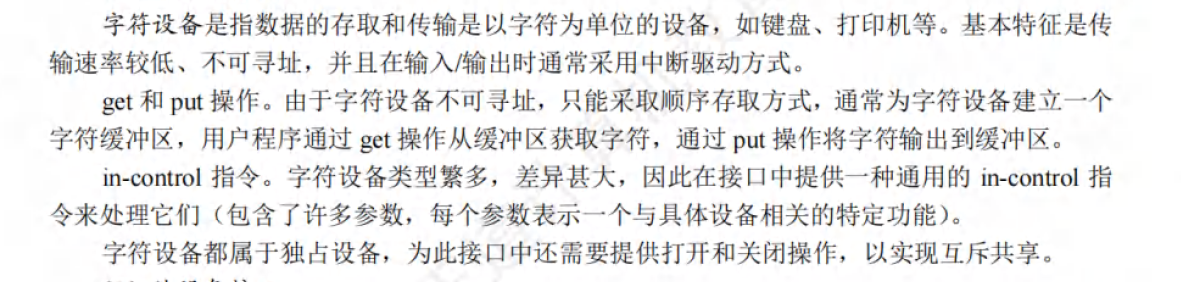 字符设备是指数据的存取和传输是以字符为单位的设备，如键盘、打印机等。基本特征是传
输速率较低、不可寻址，并且在输入/输出时通常采用中断驱动方式。
get 和 put 操作。由于字符设备不可寻址，只能采取顺序存取方式，通常为字符设备建立一个
字符缓冲区，用户程序通过 get 操作从缓冲区获取字符，通过 put 操作将字符输出到缓冲区。
in-control 指令。字符设备类型繁多，差异甚大，因此在接口中提供一种通用的 in-control 指
令来处理它们（包含了许多参数，每个参数表示一个与具体设备相关的特定功能）。
字符设备都属于独占设备，为此接口中还需要提供打开和关闭操作，以实现互斥共享。